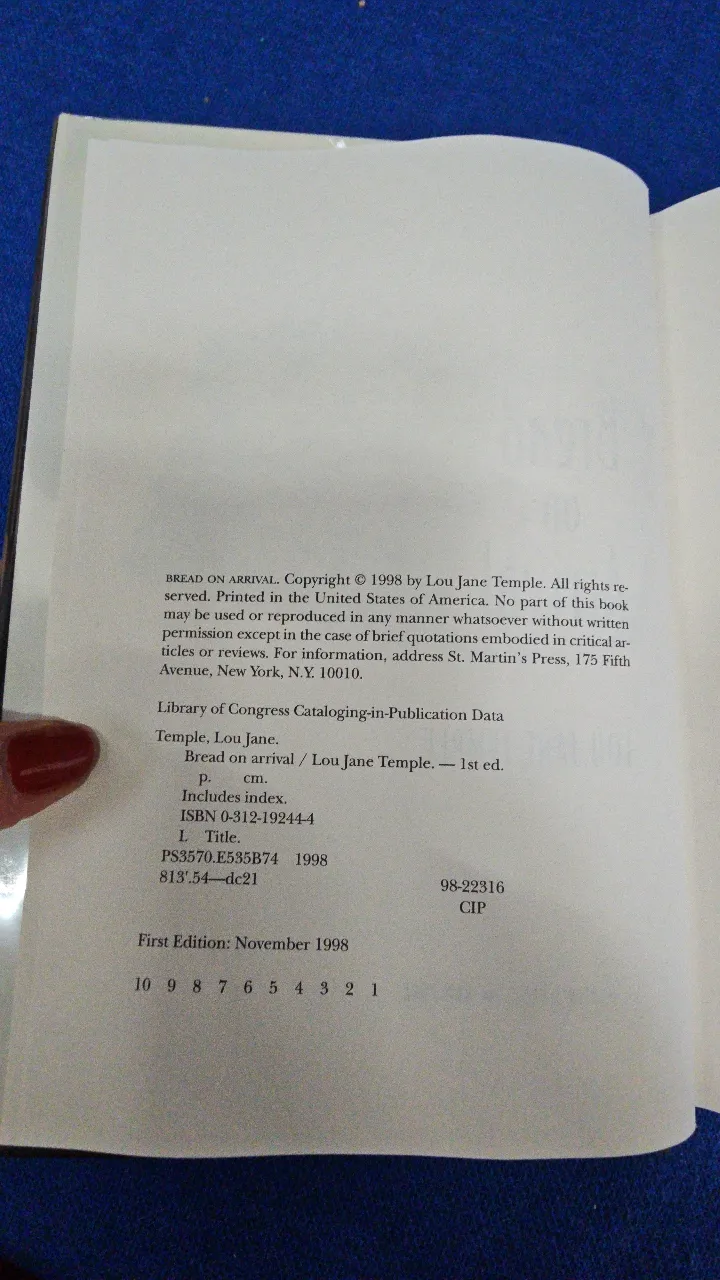 BREAD ON ARRIVAL. Copyright © 1998 by Lou Jane Temple. All rights re-
served. Printed in the United States of America. No part of this book
may be used or reproduced in any manner whatsoever without written
permission except in the case of brief quotations embodied in critical ar-
ticles or reviews. For information, address St. Martin's Press, 175 Fifth
Avenue, New York, N.Y. 10010.
Library of Congress Cataloging-in-Publication Data
Temple, Lou Jane.
Bread on arrival / Lou Jane Temple. — 1st ed.
p. cm.
Includes index.
ISBN 0-312-19244-4
I. Title.
PS3570.E535B74 1998
813'.54—dc21 98-22316
CIP
First Edition: November 1998
10 9 8 7 6 5 4 3 2 1